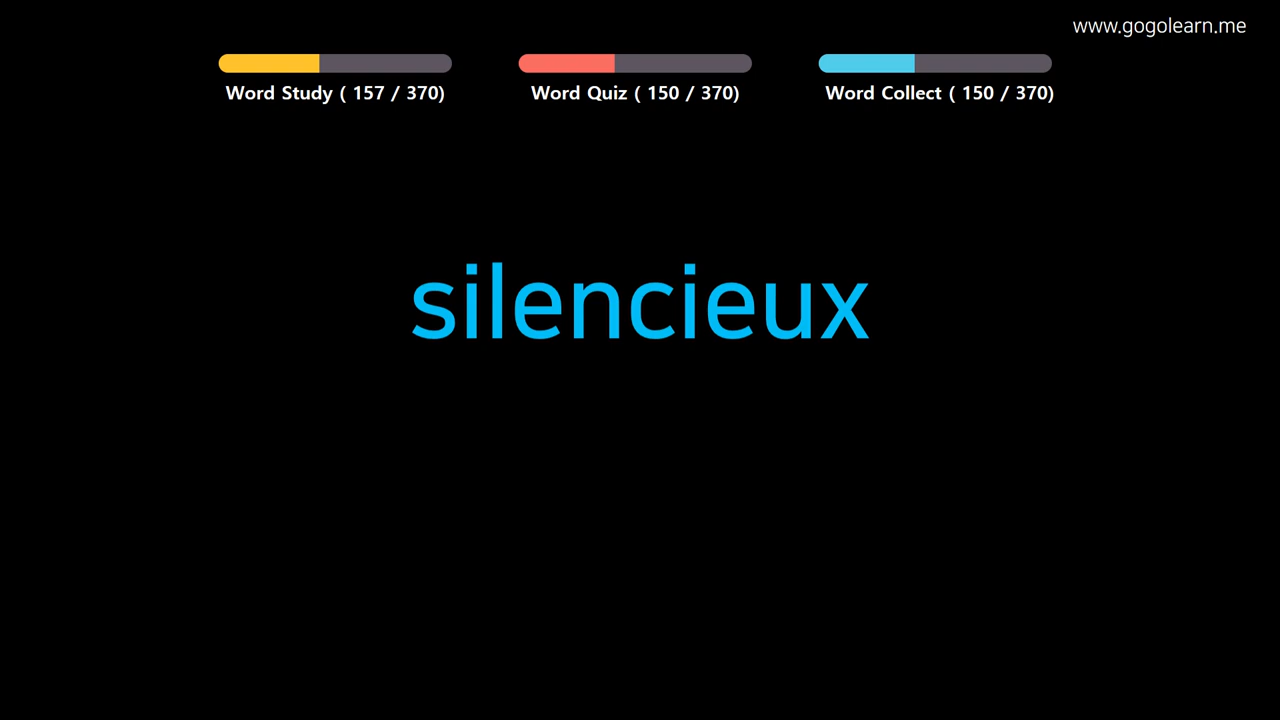 www.gogolearn.me
Word Study ( 157 / 370)
Word Quiz ( 150 / 370)
Word Collect ( 150 / 370)
silencieux